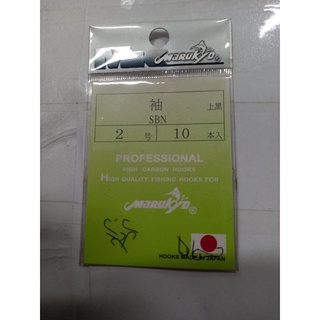 MARUKYO ®
袖 上黒
SBN
2 号 10 本入
PROFESSIONAL
HIGH CARBON HOOKS
HIGH QUALITY FISHING HOOKS FOR
MARUKYO ®
HOOKS MADE IN JAPAN